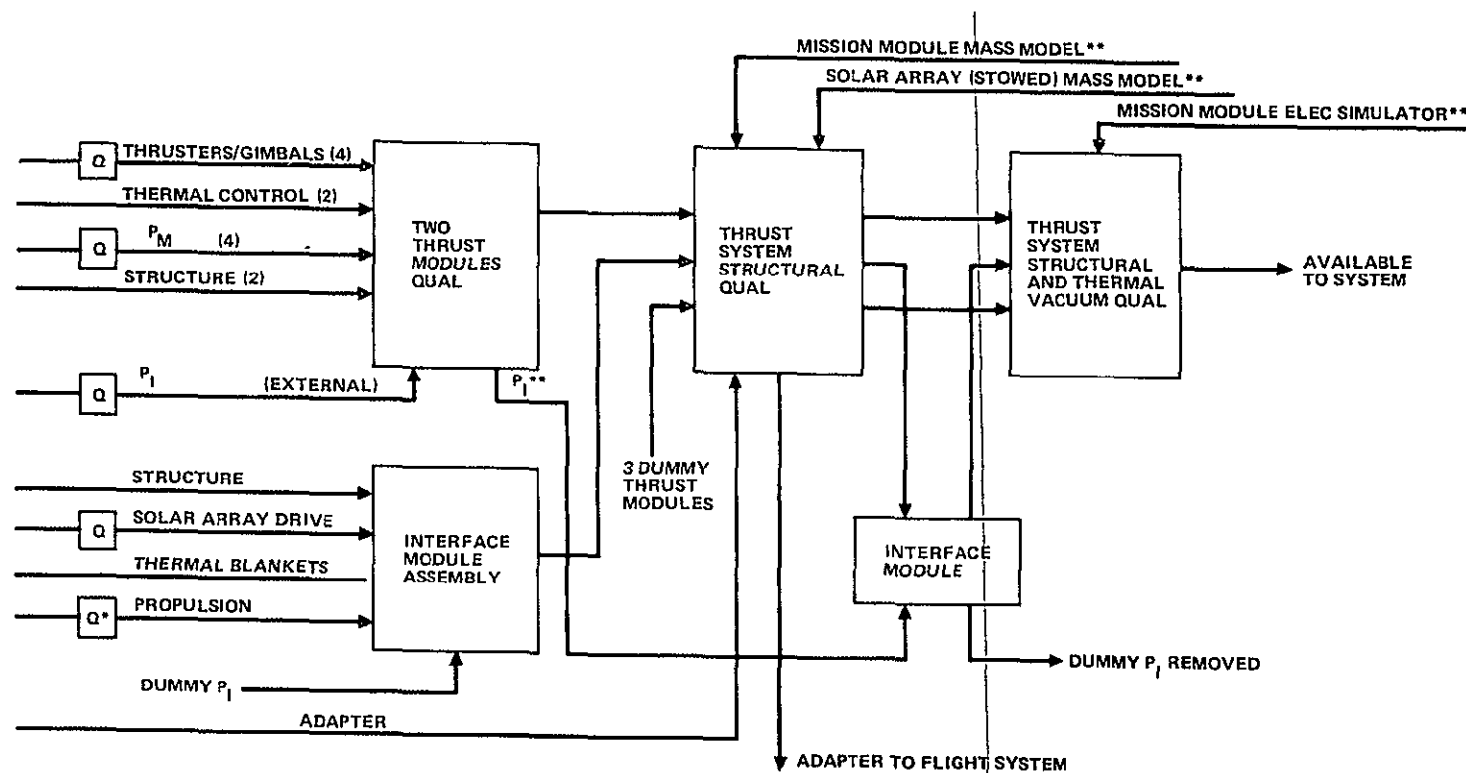 MISSION MODULE MASS MODEL**
SOLAR ARRAY (STOWED) MASS MODEL**
MISSION MODULE ELEC SIMULATOR**
Q THRUSTERS/GIMBALS (4)
THERMAL CONTROL (2)
Q PM (4)
STRUCTURE (2)
TWO
THRUST
MODULES
QUAL
THRUST
SYSTEM
STRUCTURAL
QUAL
THRUST
SYSTEM
STRUCTURAL
AND THERMAL
VACUUM QUAL
AVAILABLE
TO SYSTEM
Q PI (EXTERNAL)
PI**
3 DUMMY
THRUST
MODULES
STRUCTURE
Q SOLAR ARRAY DRIVE
THERMAL BLANKETS
Q* PROPULSION
INTERFACE
MODULE
ASSEMBLY
INTERFACE
MODULE
DUMMY PI
DUMMY PI REMOVED
ADAPTER
ADAPTER TO FLIGHT SYSTEM